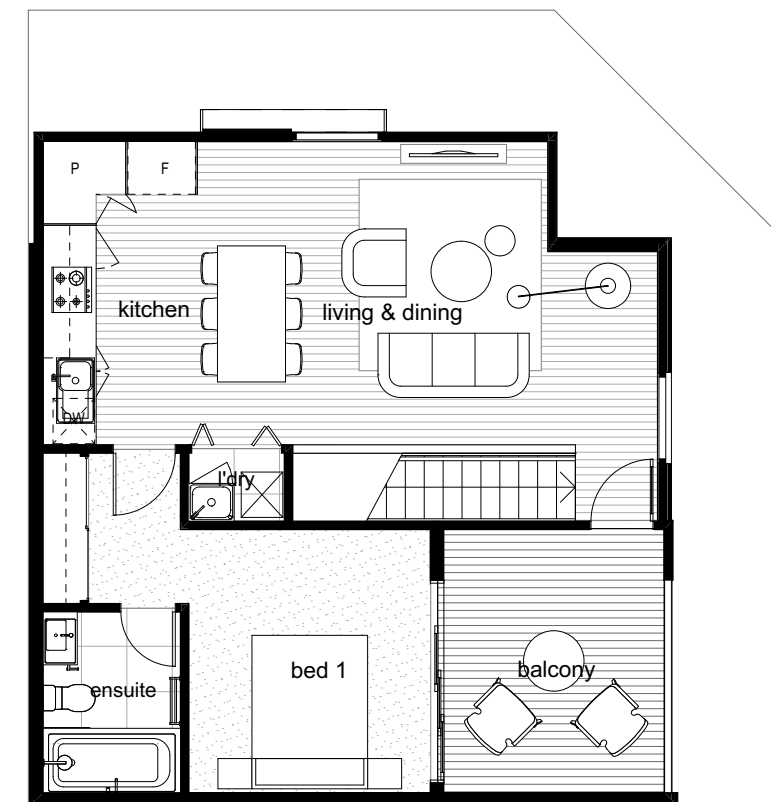 P
F
kitchen
living & dining
DW
l'dry
bed 1
balcony
ensuite